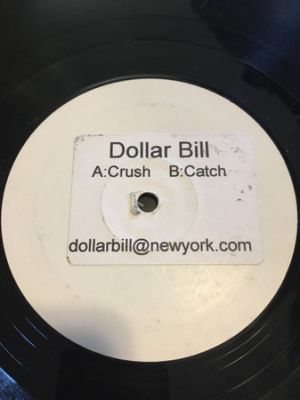 Dollar Bill
A:Crush B:Catch
dollarbill@newyork.com